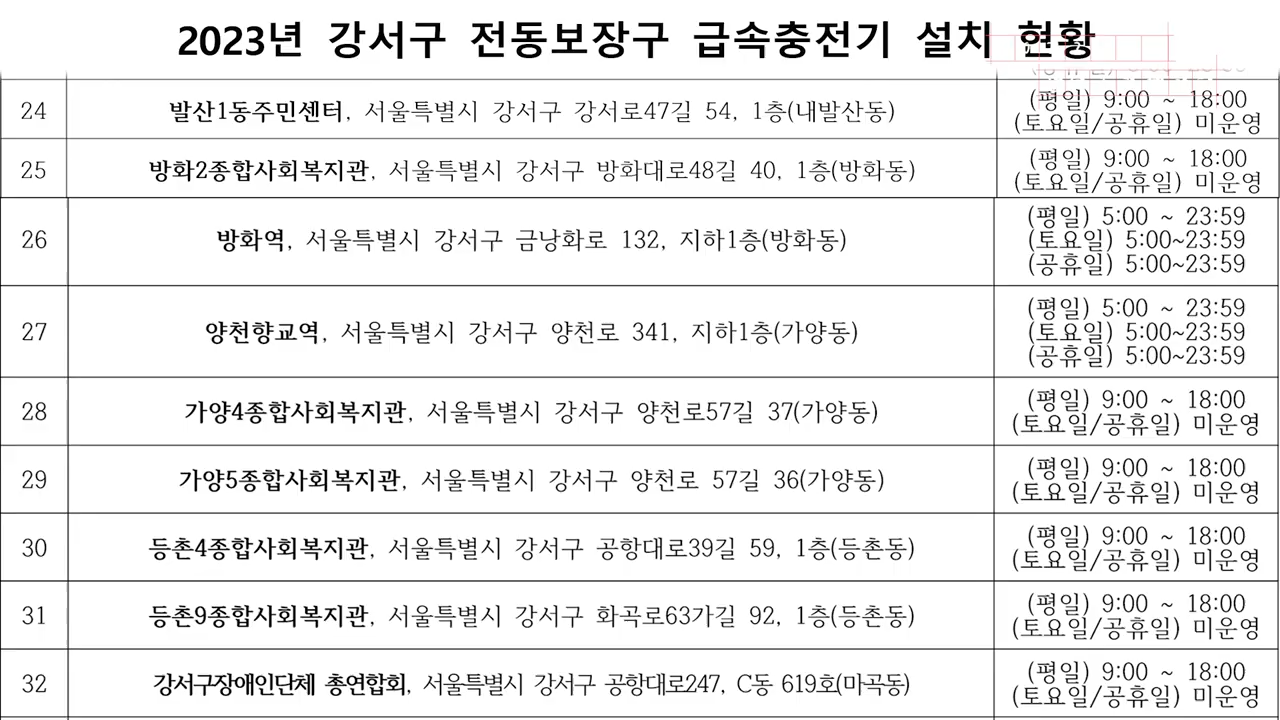 2023년 강서구 전동보장구 급속충전기 설치 현황
24
발산1동주민센터, 서울특별시 강서구 강서로47길 54, 1층(내발산동)
(평일) 9:00 ~ 18:00
(토요일/공휴일) 미운영
25
방화2종합사회복지관, 서울특별시 강서구 방화대로48길 40, 1층(방화동)
(평일) 9:00 ~ 18:00
(토요일/공휴일) 미운영
26
방화역, 서울특별시 강서구 금낭화로 132, 지하1층(방화동)
(평일) 5:00 ~ 23:59
(토요일) 5:00~23:59
(공휴일) 5:00~23:59
27
양천향교역, 서울특별시 강서구 양천로 341, 지하1층(가양동)
(평일) 5:00 ~ 23:59
(토요일) 5:00~23:59
(공휴일) 5:00~23:59
28
가양4종합사회복지관, 서울특별시 강서구 양천로57길 37(가양동)
(평일) 9:00 ~ 18:00
(토요일/공휴일) 미운영
29
가양5종합사회복지관, 서울특별시 강서구 양천로 57길 36(가양동)
(평일) 9:00 ~ 18:00
(토요일/공휴일) 미운영
30
등촌4종합사회복지관, 서울특별시 강서구 공항대로39길 59, 1층(등촌동)
(평일) 9:00 ~ 18:00
(토요일/공휴일) 미운영
31
등촌9종합사회복지관, 서울특별시 강서구 화곡로63가길 92, 1층(등촌동)
(평일) 9:00 ~ 18:00
(토요일/공휴일) 미운영
32
강서구장애인단체 총연합회, 서울특별시 강서구 공항대로247, C동 619호(마곡동)
(평일) 9:00 ~ 18:00
(토요일/공휴일) 미운영